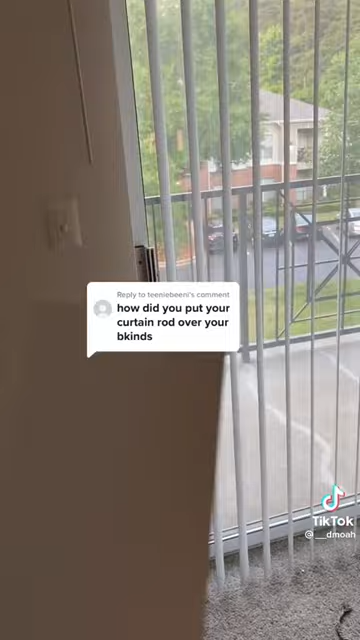 Reply to teeniebeeni's comment
how did you put your
curtain rod over your
bkinds
TikTok
@__dmoah